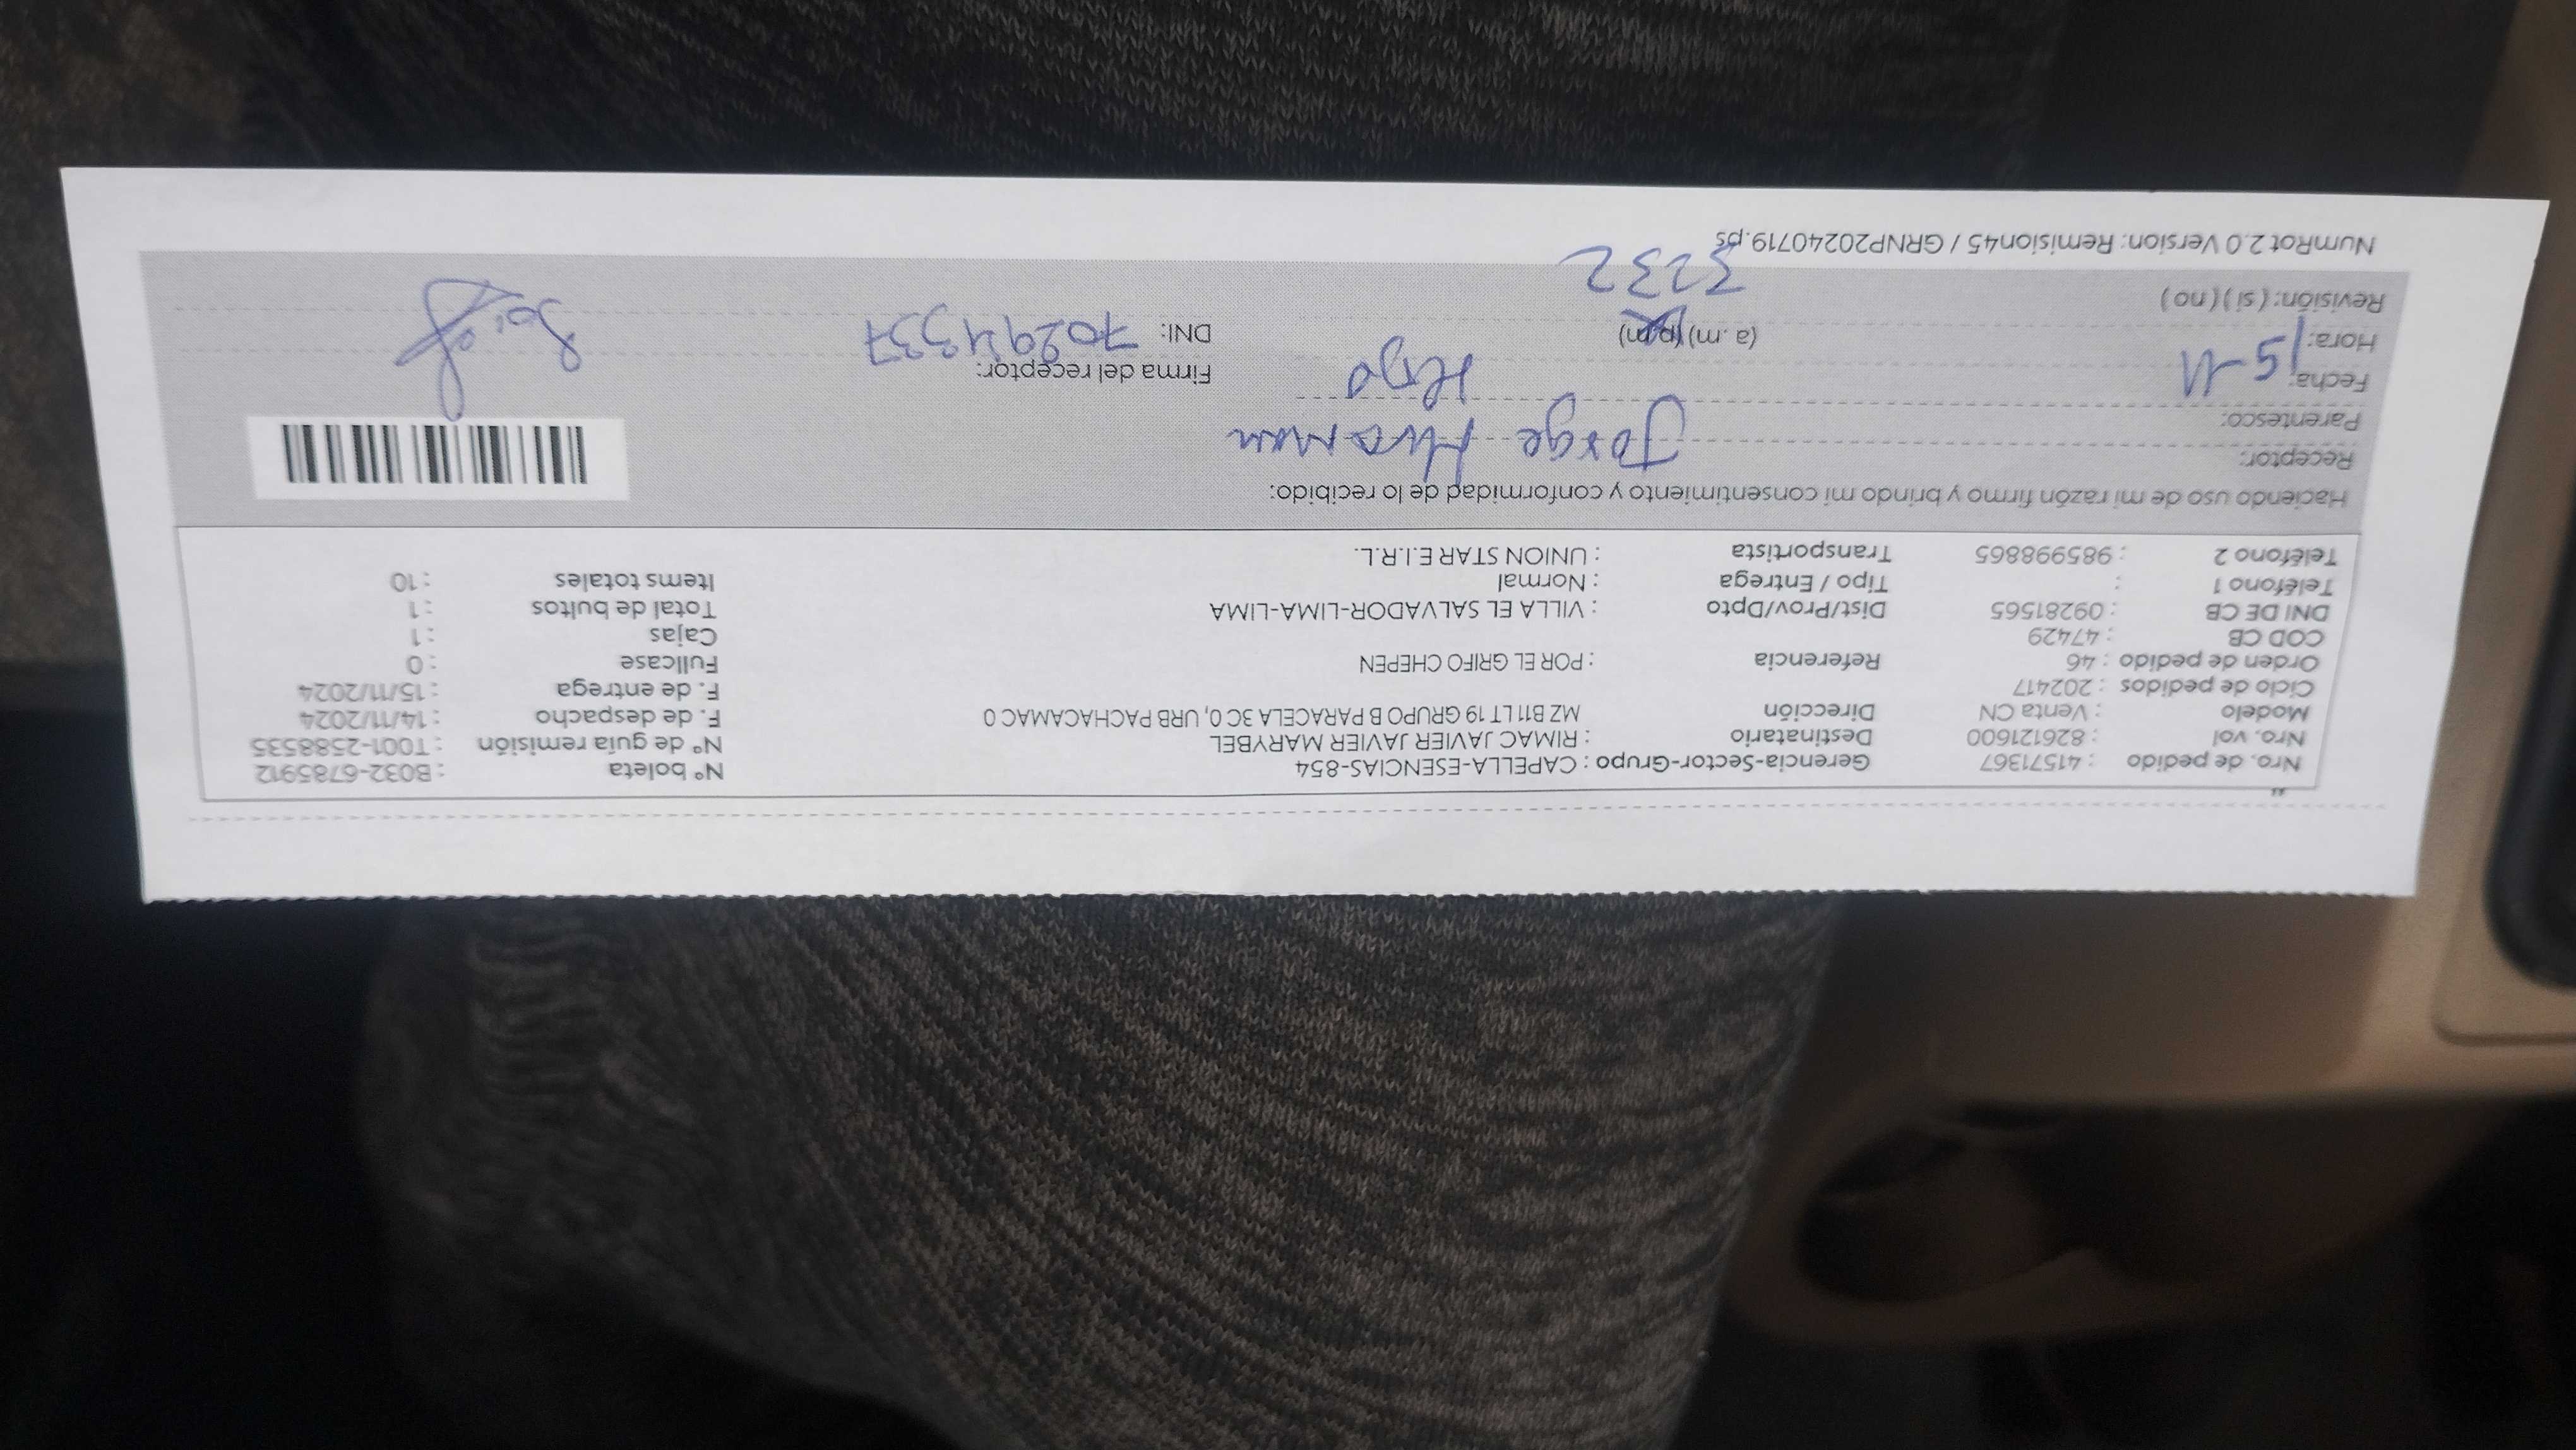 Nro. de pedido : 41571367 Gerencia-Sector-Grupo : CAPELLA-ESENCIAS-854 N° boleta : B032-6785912
Nro. vol : 826121600 Destinatario : RIMAC JAVIER JAVIER MARYBEL N° de guía remisión : T001-2588535
Modelo : Venta CN Dirección MZ B11 LT 19 GRUPO B PARACELA 3C 0, URB PACHACAMAC 0 F. de despacho : 14/11/2024
Ciclo de pedidos : 202417 F. de entrega : 15/11/2024
Orden de pedido : 46 Referencia : POR EL GRIFO CHEPEN Fullcase : 0
COD CB : 47429 Cajas : 1
DNI DE CB : 09281565 Dist/Prov/Dpto : VILLA EL SALVADOR-LIMA-LIMA Total de bultos : 1
Teléfono 1 : Tipo / Entrega : Normal Items totales : 10
Teléfono 2 : 985998865 Transportista : UNION STAR E.I.R.L.
Haciendo uso de mi razón firmo y brindo mi consentimiento y conformidad de lo recibido:
Receptor: Jorge Huaman
Parentesco: Hijo
Fecha: 15-11 Firma del receptor:
Hora: (a.m) (p.m) DNI: 70294337
Revisión: ( si ) ( no ) 3232
NumRot 2.0 Version: Remision45 / GRNP20240719.ps